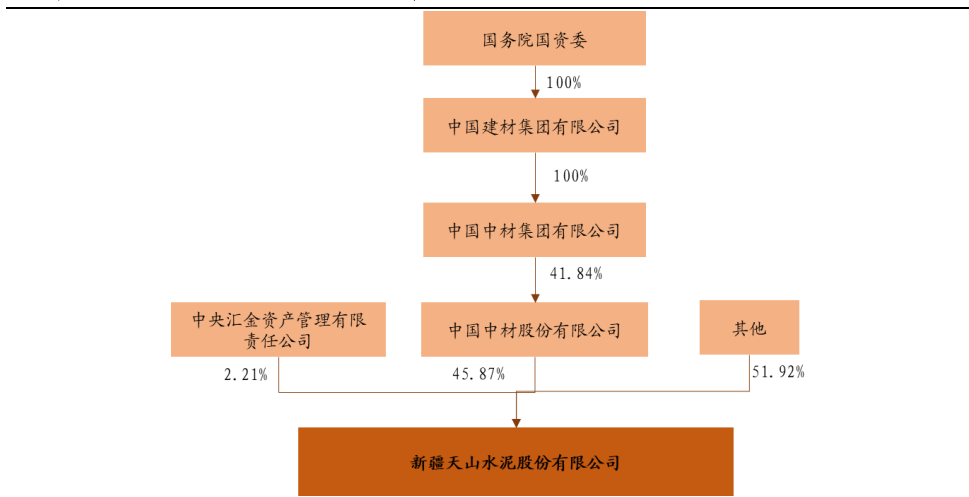 国务院国资委
100%
中国建材集团有限公司
100%
中国中材集团有限公司
41.84%
中央汇金资产管理有限
责任公司
中国中材股份有限公司
其他
2.21%
45.87%
51.92%
新疆天山水泥股份有限公司